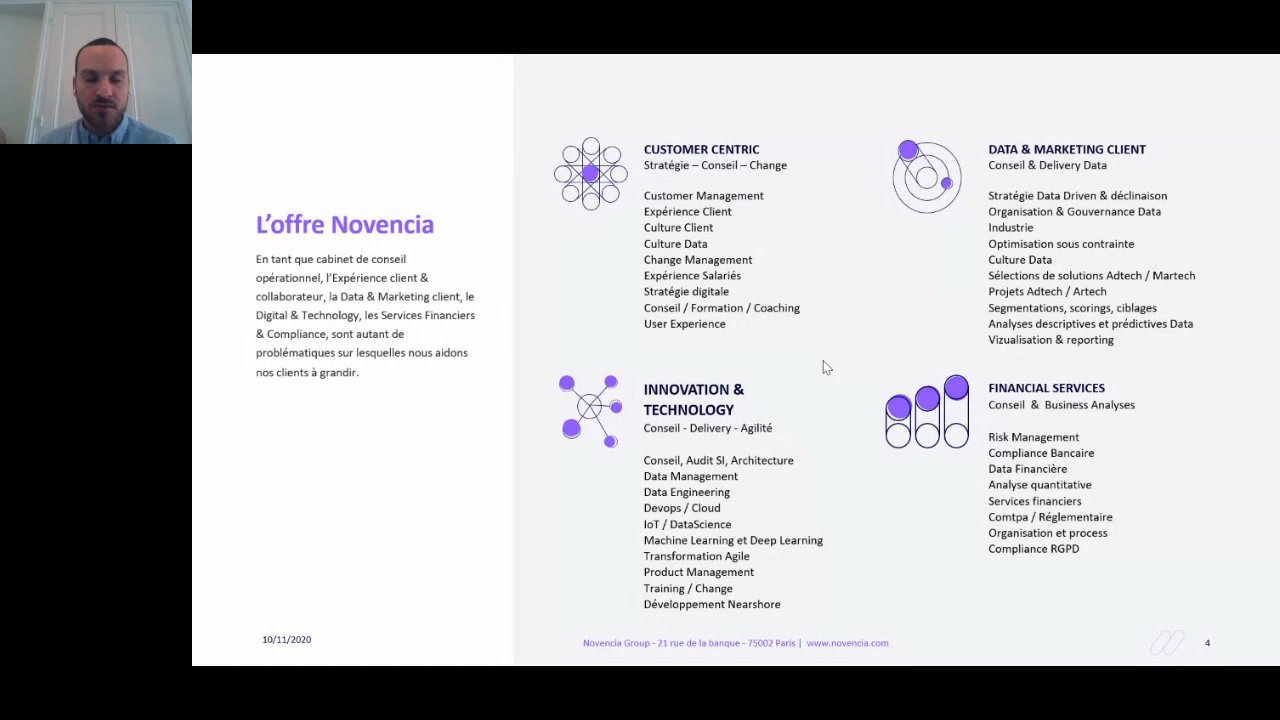 L'offre Novencia
En tant que cabinet de conseil
opérationnel, l'Expérience client &
collaborateur, la Data & Marketing client, le
Digital & Technology, les Services Financiers
& Compliance, sont autant de
problématiques sur lesquelles nous aidons
nos clients à grandir.
CUSTOMER CENTRIC
Stratégie – Conseil – Change
Customer Management
Expérience Client
Culture Client
Culture Data
Change Management
Expérience Salariés
Stratégie digitale
Conseil / Formation / Coaching
User Experience
DATA & MARKETING CLIENT
Conseil & Delivery Data
Stratégie Data Driven & déclinaison
Organisation & Gouvernance Data
Industrie
Optimisation sous contrainte
Culture Data
Sélections de solutions Adtech / Martech
Projets Adtech / Artech
Segmentations, scorings, ciblages
Analyses descriptives et prédictives Data
Vizualisation & reporting
INNOVATION &
TECHNOLOGY
Conseil - Delivery - Agilité
Conseil, Audit SI, Architecture
Data Management
Data Engineering
Devops / Cloud
IoT / DataScience
Machine Learning et Deep Learning
Transformation Agile
Product Management
Training / Change
Développement Nearshore
FINANCIAL SERVICES
Conseil & Business Analyses
Risk Management
Compliance Bancaire
Data Financière
Analyse quantitative
Services financiers
Comtpa / Réglementaire
Organisation et process
Compliance RGPD
10/11/2020
Novencia Group - 21 rue de la banque - 75002 Paris | www.novencia.com
4